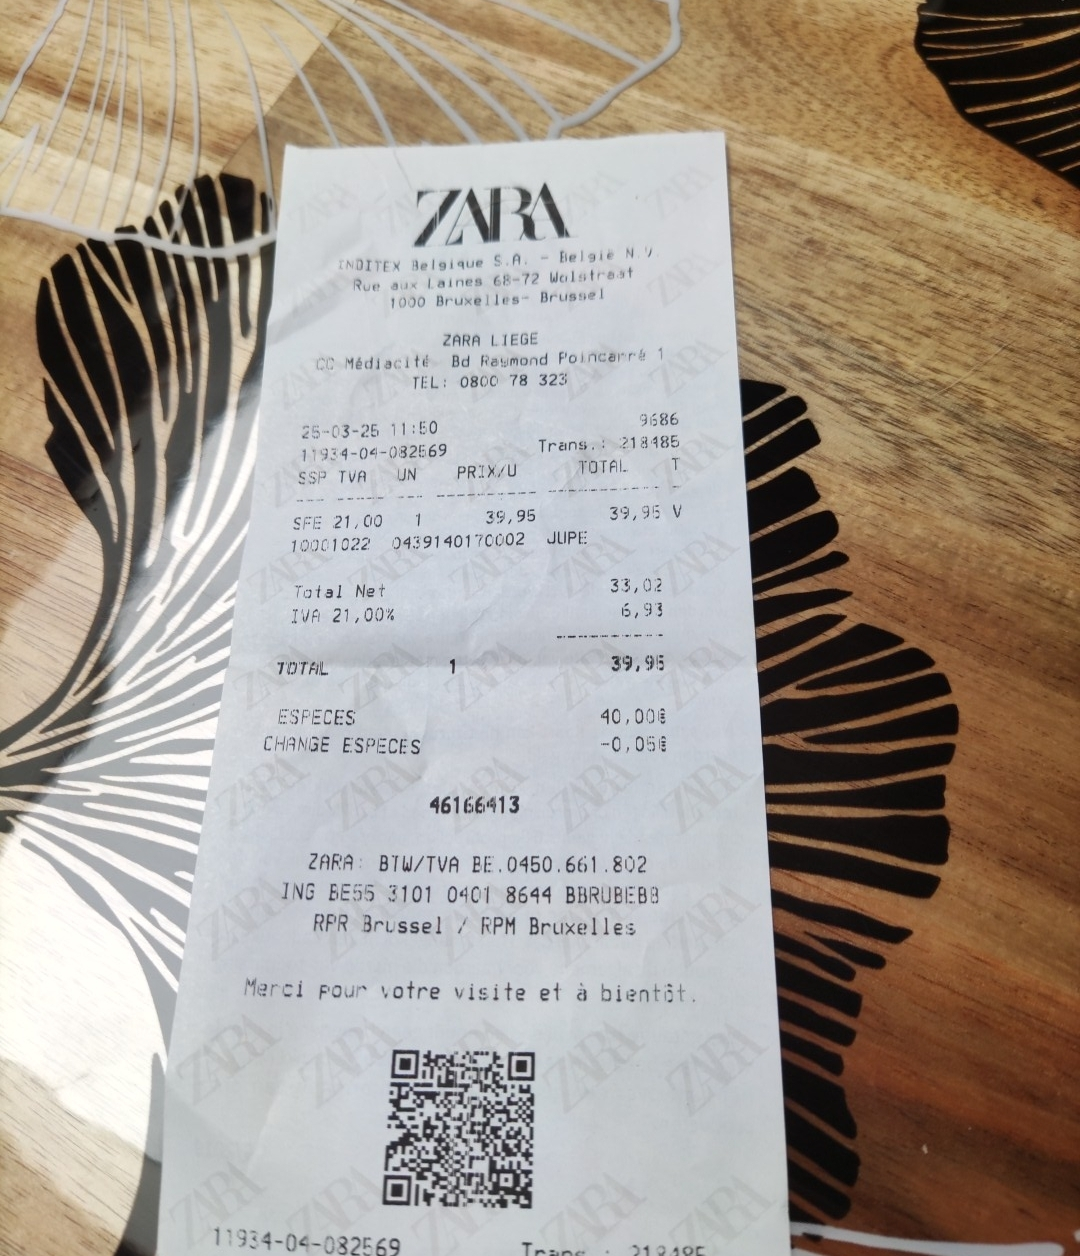 ZARA
INDITEX Belgique S.A. - België N.V.
Rue aux Laines 68-72 Wolstraat
1000 Bruxelles- Brussel
ZARA LIEGE
CC Médiacité Bd Raymond Poincarré 1
TEL: 0800 78 323
25-03-25 11:50 9686
11934-04-082569 Trans.: 218485
SSP TVA UN PRIX/U TOTAL T
SFE 21,00 1 39,95 39,95 V
10001022 0439140170002 JUPE
Total Net 33,02
IVA 21,00% 6,93
TOTAL 1 39,95
ESPECES 40,00€
CHANGE ESPECES -0,05€
46166413
ZARA: BTW/TVA BE.0450.661.802
ING BE55 3101 0401 8644 BBRUBEBB
RPR Brussel / RPM Bruxelles
Merci pour votre visite et à bientôt.
11934-04-082569 Trans.: 218485